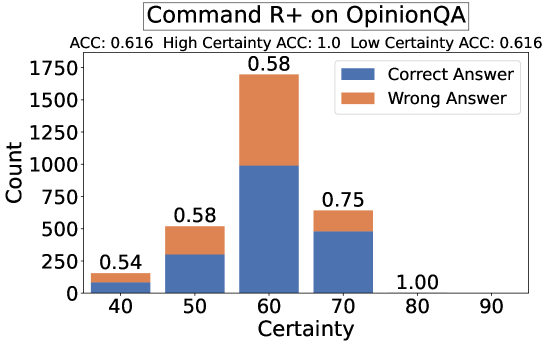 Command R+ on OpinionQA
ACC: 0.616 High Certainty ACC: 1.0 Low Certainty ACC: 0.616
Correct Answer
Wrong Answer
Count
1750
1500
1250
1000
750
500
250
0
0.54
0.58
0.58
0.75
1.00
40 50 60 70 80 90
Certainty